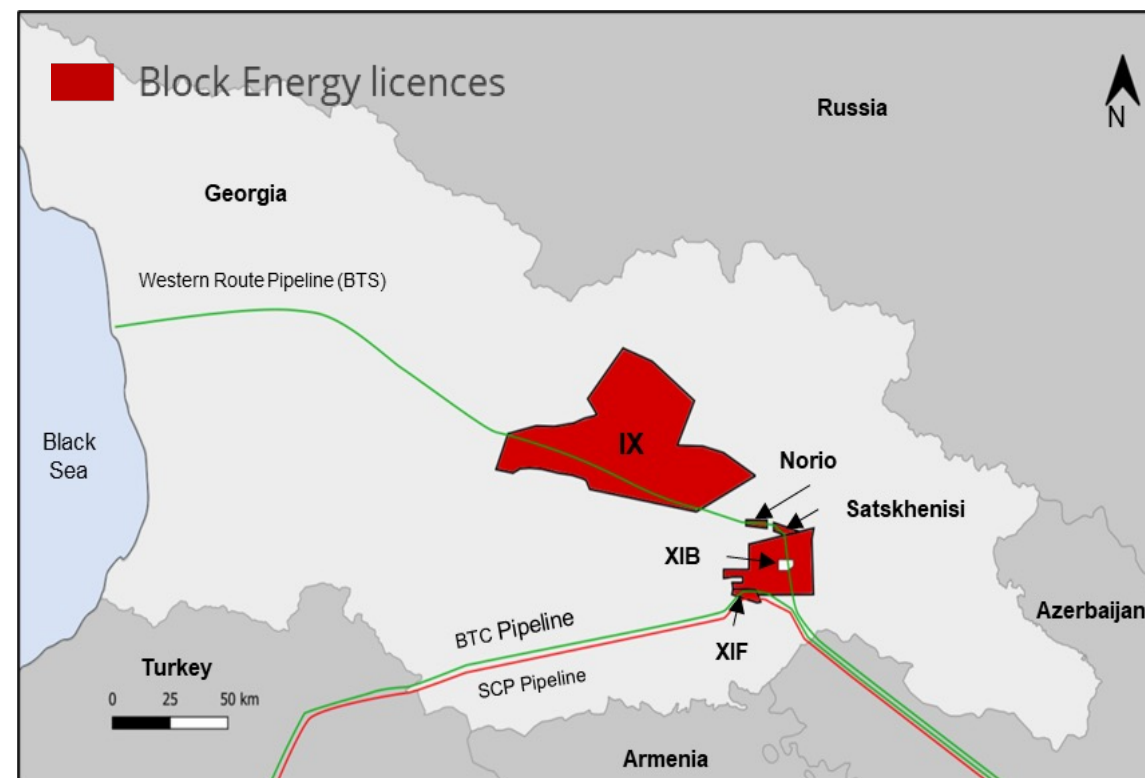 Block Energy licences
Russia
N
Georgia
Western Route Pipeline (BTS)
Black
Sea
IX
Norio
Satskhenisi
XIB
Azerbaijan
BTC Pipeline
XIF
SCP Pipeline
Turkey
0 25 50 km
Armenia